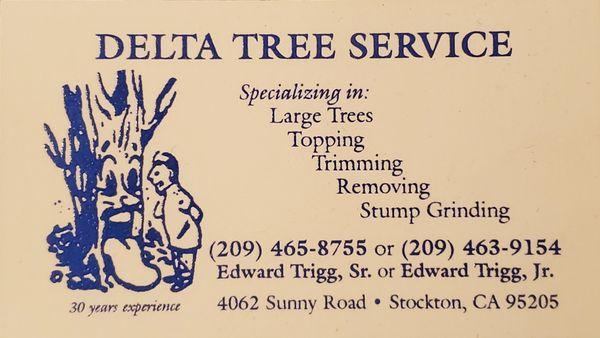 DELTA TREE SERVICE
Specializing in:
Large Trees
Topping
Trimming
Removing
Stump Grinding
(209) 465-8755 or (209) 463-9154
Edward Trigg, Sr. or Edward Trigg, Jr.
30 years experience
4062 Sunny Road • Stockton, CA 95205